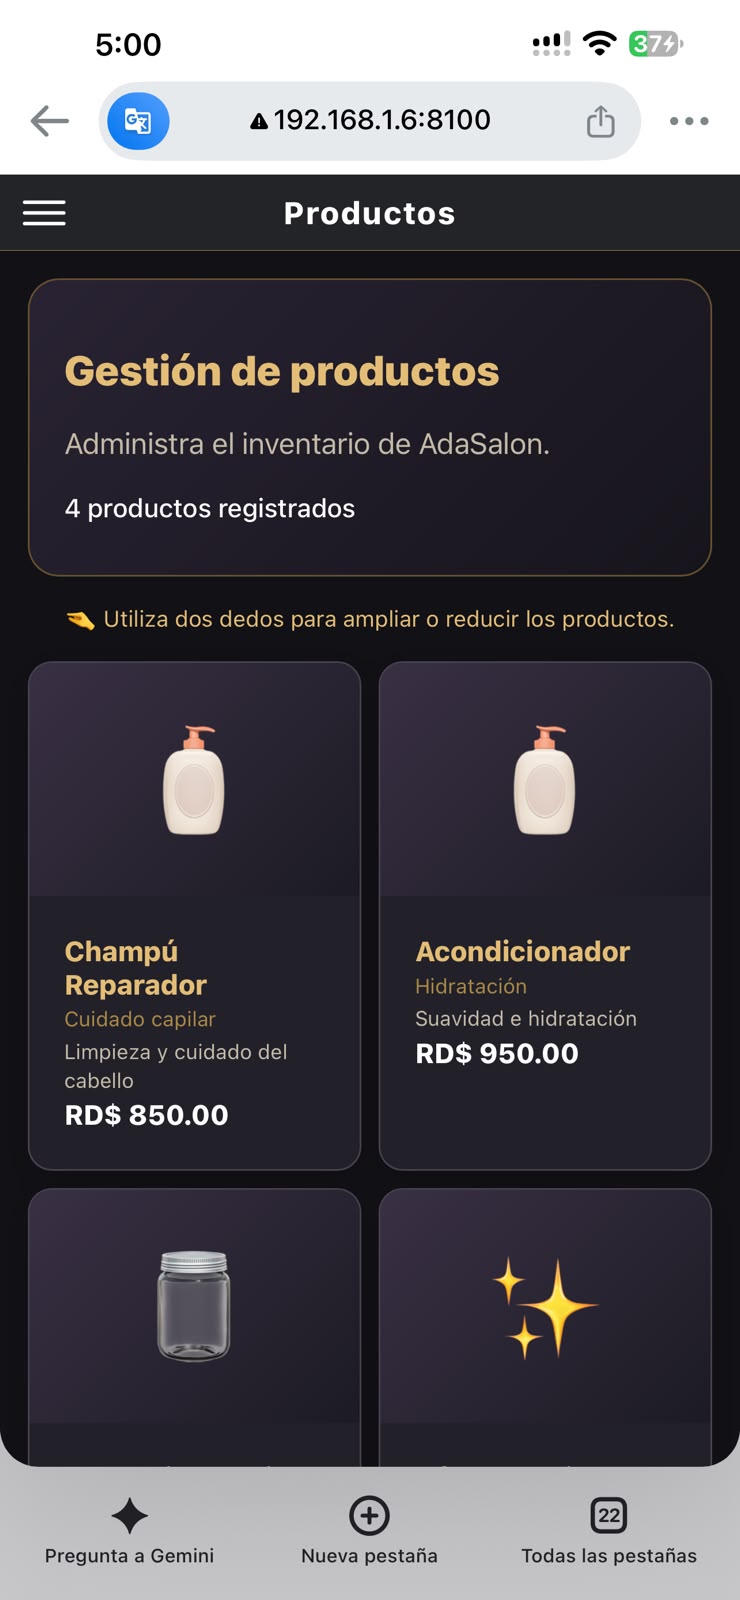 5:00
37
192.168.1.6:8100
Productos
Gestión de productos
Administra el inventario de AdaSalon.
4 productos registrados
Utiliza dos dedos para ampliar o reducir los productos.
Champú
Reparador
Cuidado capilar
Limpieza y cuidado del
cabello
RD$ 850.00
Acondicionador
Hidratación
Suavidad e hidratación
RD$ 950.00
Pregunta a Gemini
Nueva pestaña
22
Todas las pestañas